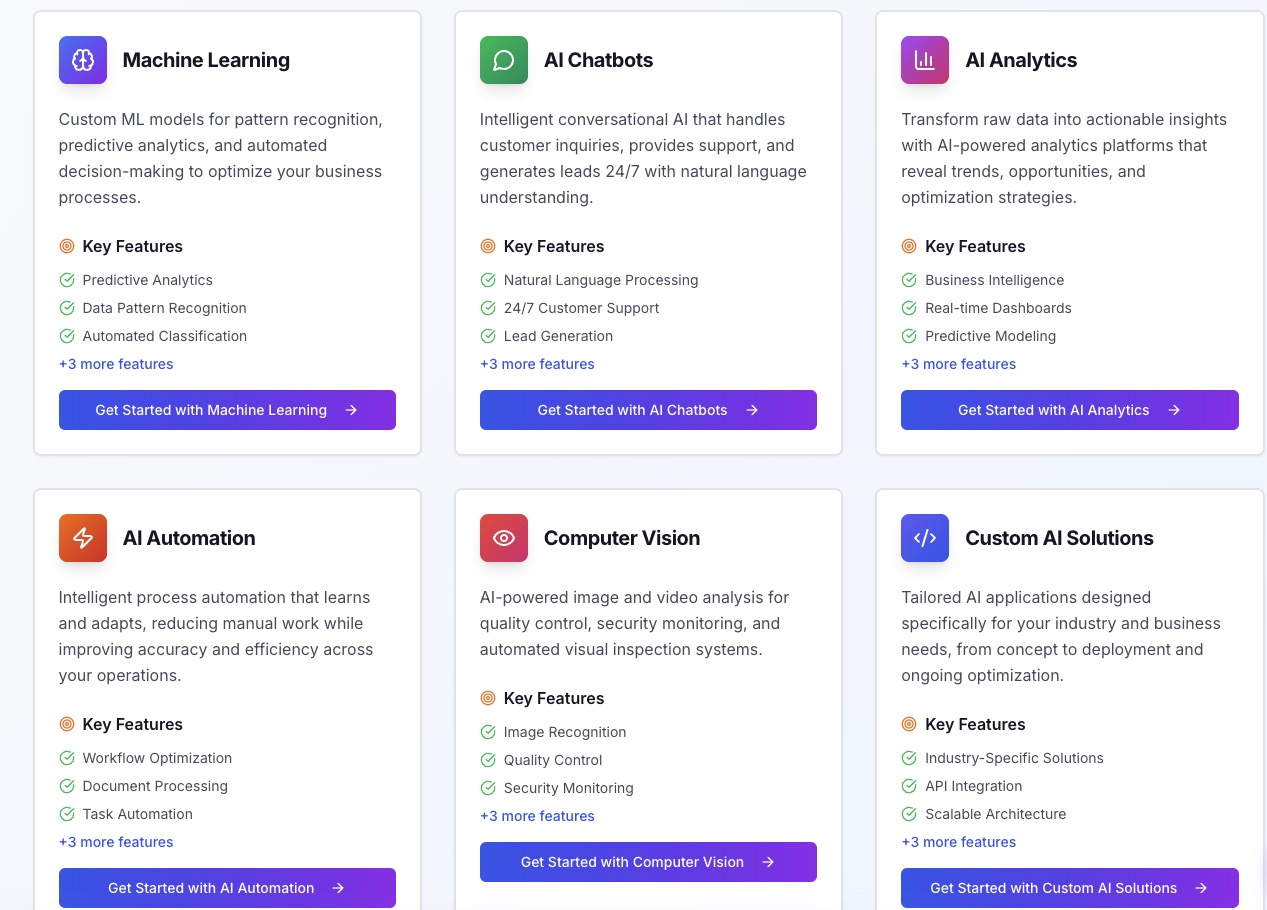 Machine Learning
Custom ML models for pattern recognition,
predictive analytics, and automated
decision-making to optimize your business
processes.
Key Features
Predictive Analytics
Data Pattern Recognition
Automated Classification
+3 more features
Get Started with Machine Learning
AI Chatbots
Intelligent conversational AI that handles
customer inquiries, provides support, and
generates leads 24/7 with natural language
understanding.
Key Features
Natural Language Processing
24/7 Customer Support
Lead Generation
+3 more features
Get Started with AI Chatbots
AI Analytics
Transform raw data into actionable insights
with AI-powered analytics platforms that
reveal trends, opportunities, and
optimization strategies.
Key Features
Business Intelligence
Real-time Dashboards
Predictive Modeling
+3 more features
Get Started with AI Analytics
AI Automation
Intelligent process automation that learns
and adapts, reducing manual work while
improving accuracy and efficiency across
your operations.
Key Features
Workflow Optimization
Document Processing
Task Automation
+3 more features
Get Started with AI Automation
Computer Vision
AI-powered image and video analysis for
quality control, security monitoring, and
automated visual inspection systems.
Key Features
Image Recognition
Quality Control
Security Monitoring
+3 more features
Get Started with Computer Vision
Custom AI Solutions
Tailored AI applications designed
specifically for your industry and business
needs, from concept to deployment and
ongoing optimization.
Key Features
Industry-Specific Solutions
API Integration
Scalable Architecture
+3 more features
Get Started with Custom AI Solutions